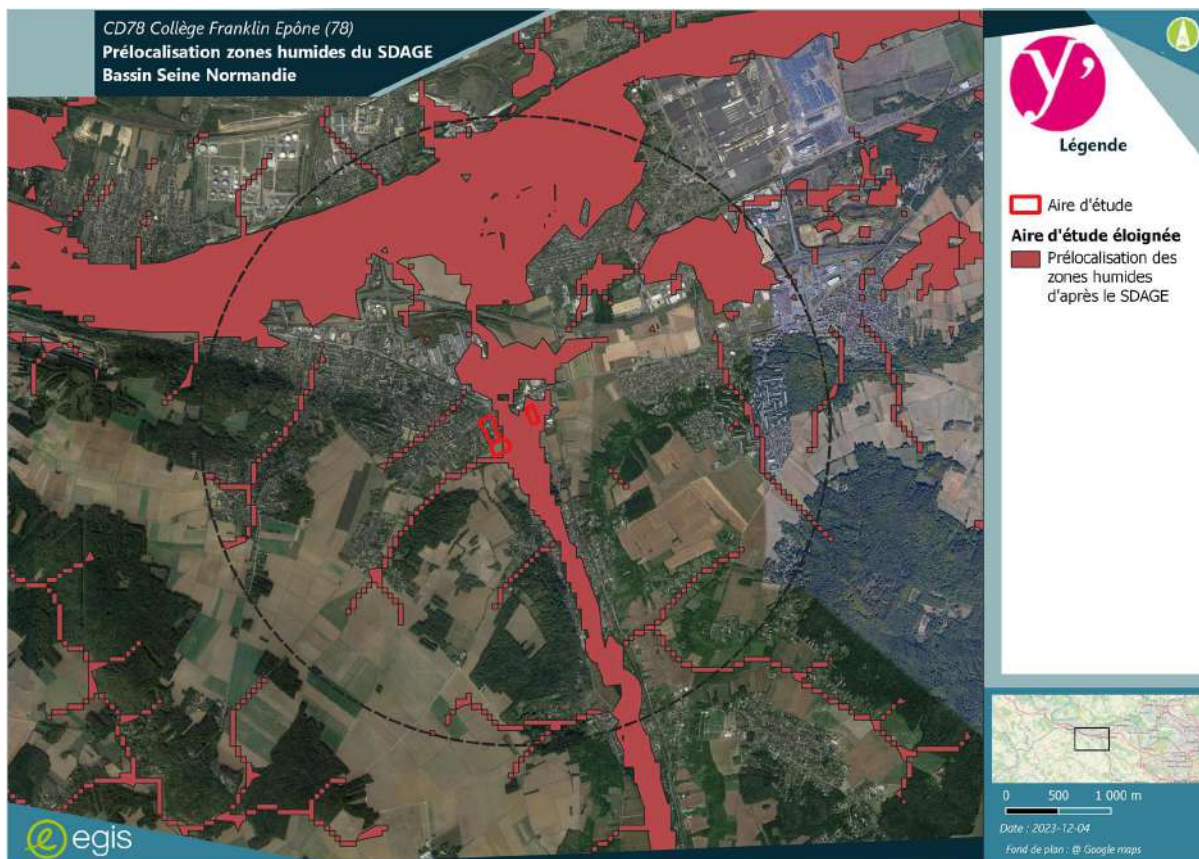 CD78 Collège Franklin Epône (78)
Prélocalisation zones humides du SDAGE
Bassin Seine Normandie
y'
Légende
Aire d'étude
Aire d'étude éloignée
Prélocalisation des
zones humides
d'après le SDAGE
0 500 1 000 m
Date : 2023-12-04
Fond de plan : @ Google maps
egis